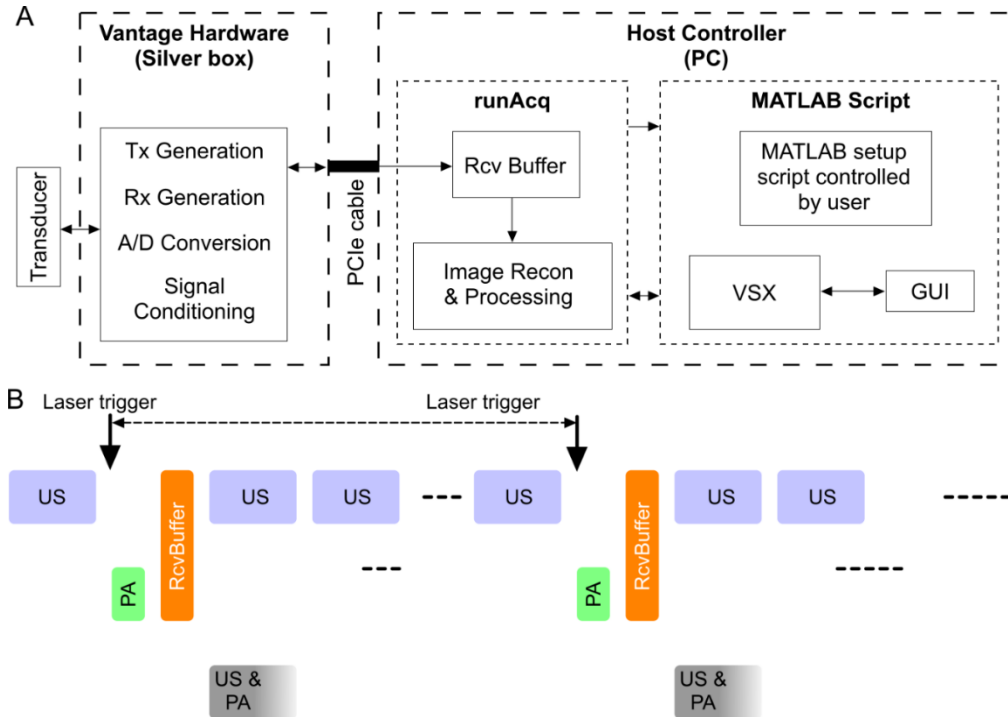 A
Vantage Hardware
(Silver box)
Host Controller
(PC)
Transducer
Tx Generation
Rx Generation
A/D Conversion
Signal
Conditioning
PCIe cable
runAcq
Rcv Buffer
Image Recon
& Processing
MATLAB Script
MATLAB setup
script controlled
by user
VSX
GUI
B
Laser trigger
Laser trigger
US
US
US
US
US
US
PA
RcvBuffer
PA
RcvBuffer
US &
PA
US &
PA